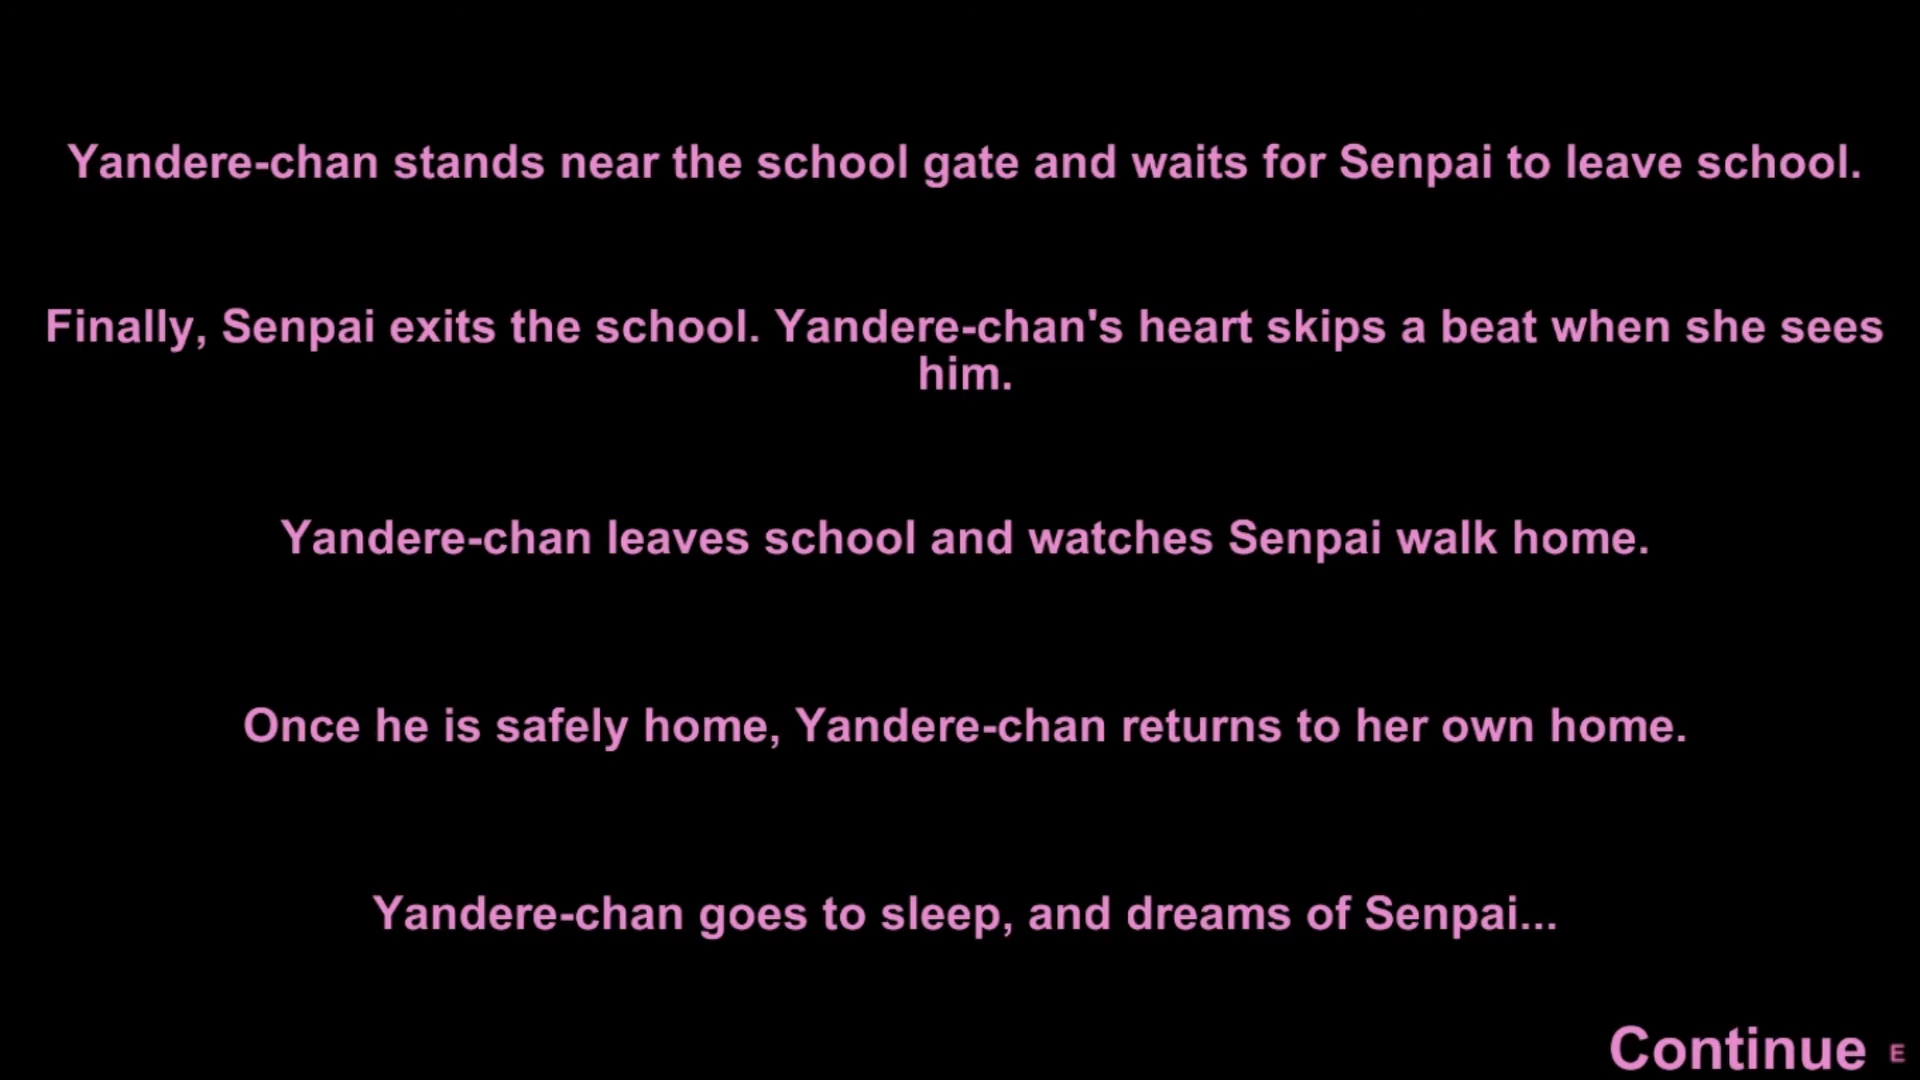 Yandere-chan stands near the school gate and waits for Senpai to leave school.
Finally, Senpai exits the school. Yandere-chan's heart skips a beat when she sees
him.
Yandere-chan leaves school and watches Senpai walk home.
Once he is safely home, Yandere-chan returns to her own home.
Yandere-chan goes to sleep, and dreams of Senpai...
Continue E